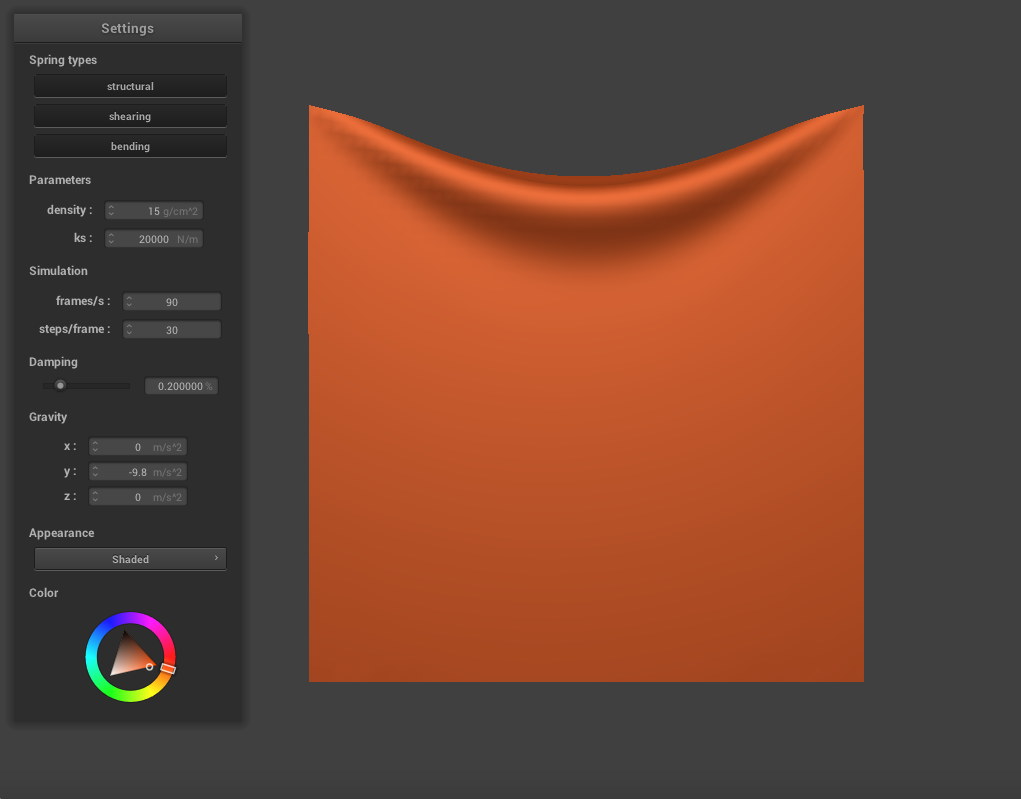 Settings
Spring types
structural
shearing
bending
Parameters
density : 15 g/cm^2
ks : 20000 N/m
Simulation
frames/s : 90
steps/frame : 30
Damping
0.200000 %
Gravity
x : 0 m/s^2
y : -9.8 m/s^2
z : 0 m/s^2
Appearance
Shaded
Color